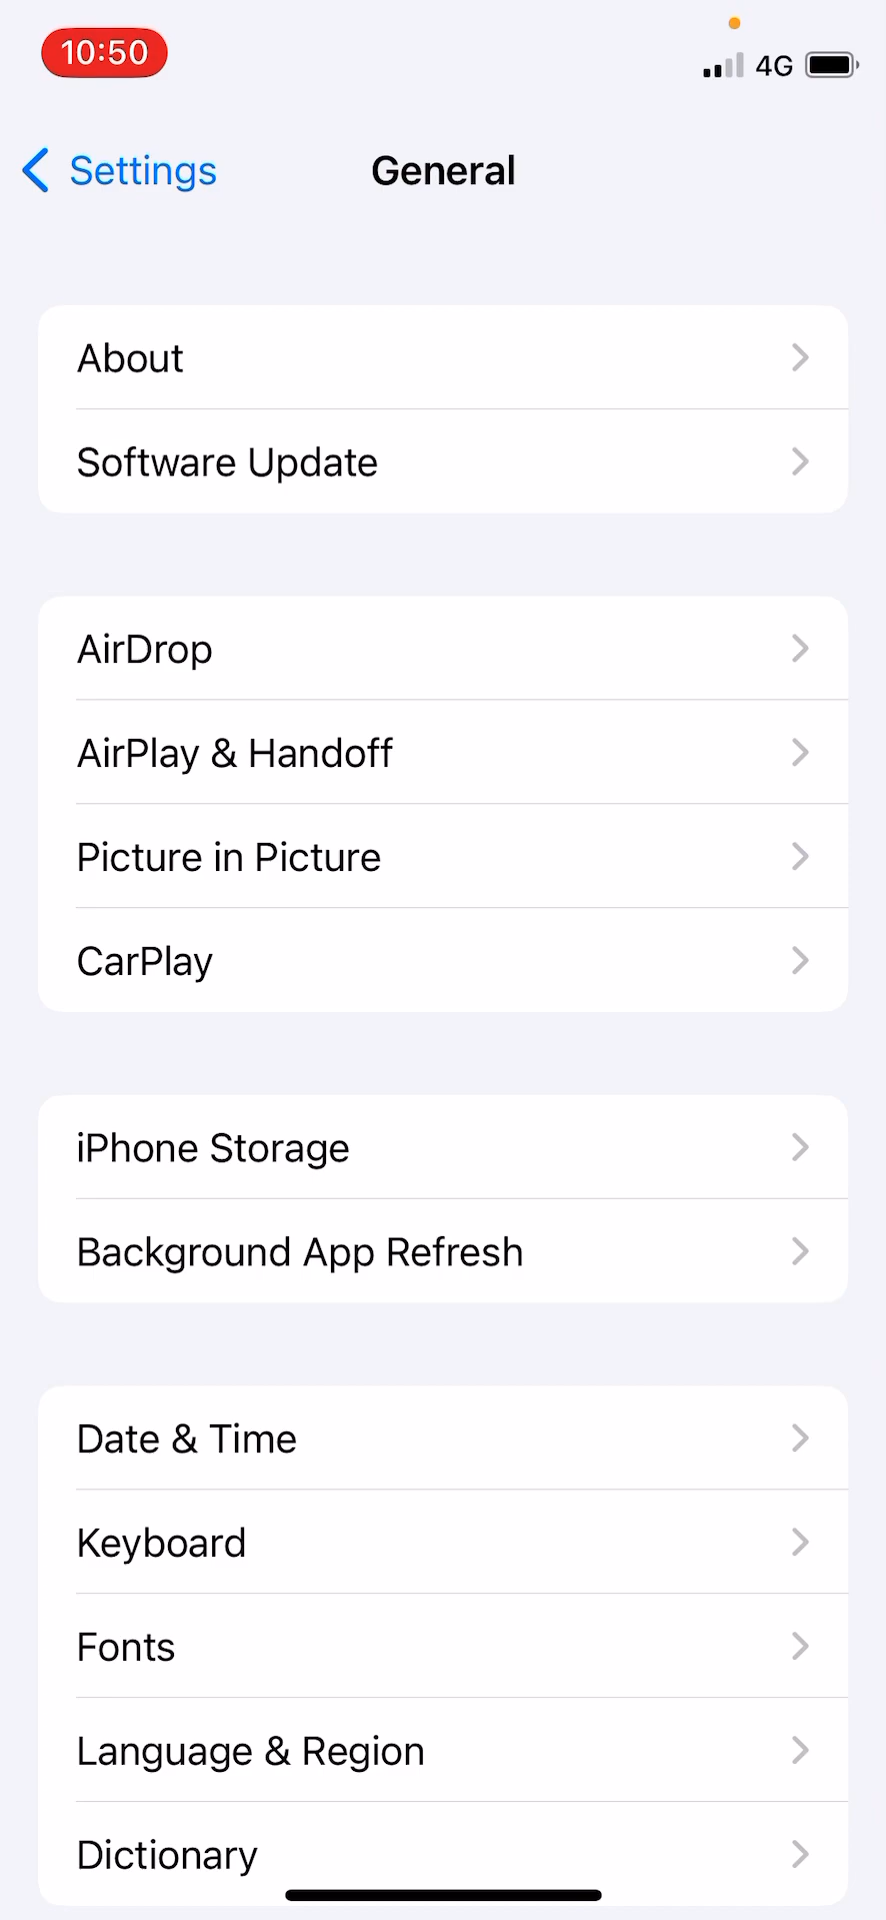 10:50
4G
Settings
General
About
Software Update
AirDrop
AirPlay & Handoff
Picture in Picture
CarPlay
iPhone Storage
Background App Refresh
Date & Time
Keyboard
Fonts
Language & Region
Dictionary